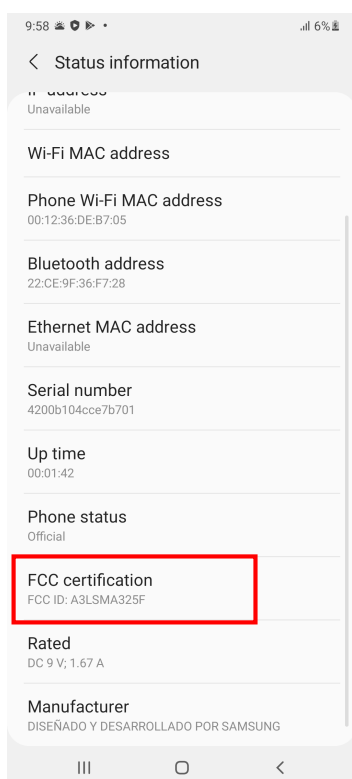 9:58
6%
Status information
IP address
Unavailable
Wi-Fi MAC address
Phone Wi-Fi MAC address
00:12:36:DE:B7:05
Bluetooth address
22:CE:9F:36:F7:28
Ethernet MAC address
Unavailable
Serial number
4200b104cce7b701
Up time
00:01:42
Phone status
Official
FCC certification
FCC ID: A3LSMA325F
Rated
DC 9 V; 1.67 A
Manufacturer
DISEÑADO Y DESARROLLADO POR SAMSUNG